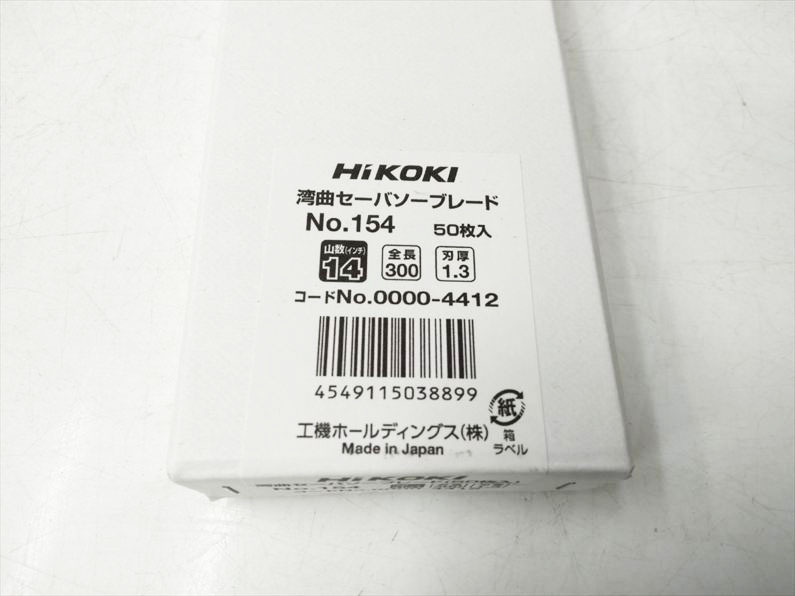 HiKOKI
湾曲セーバソーブレード
No.154 50枚入
山数(インチ) 14 全長 300 刃厚 1.3
コードNo.0000-4412
4549115038899
紙
箱
ラベル
工機ホールディングス(株)
Made in Japan
HiKOKI